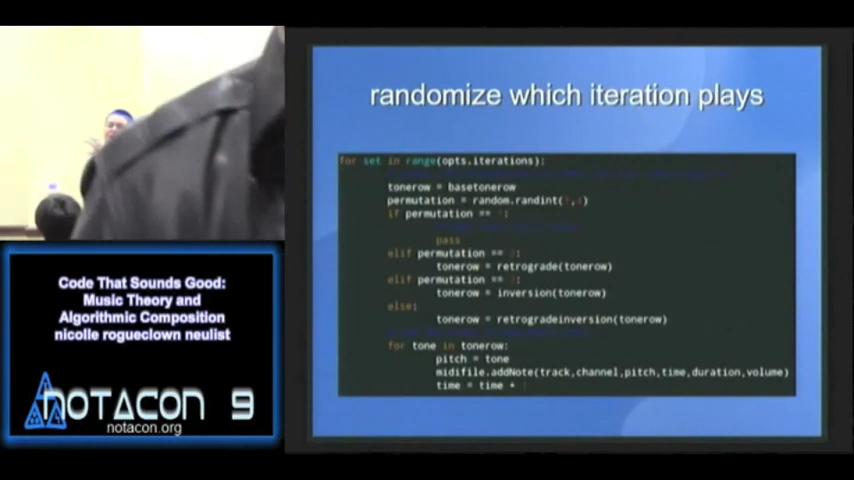 randomize which iteration plays
for set in range(opts.iterations):
tonerow = basetonerow
permutation = random.randint(
if permutation ==
pass
elif permutation ==
tonerow = retrograde(tonerow)
elif permutation ==
tonerow = inversion(tonerow)
else:
tonerow = retrogradeinversion(tonerow)
for tone in tonerow:
pitch = tone
midifile.addNote(track,channel,pitch,time,duration,volume)
time = time +
Code That Sounds Good:
Music Theory and
Algorithmic Composition
nicolle rogueclown neulist
NOTACON 9
notacon.org